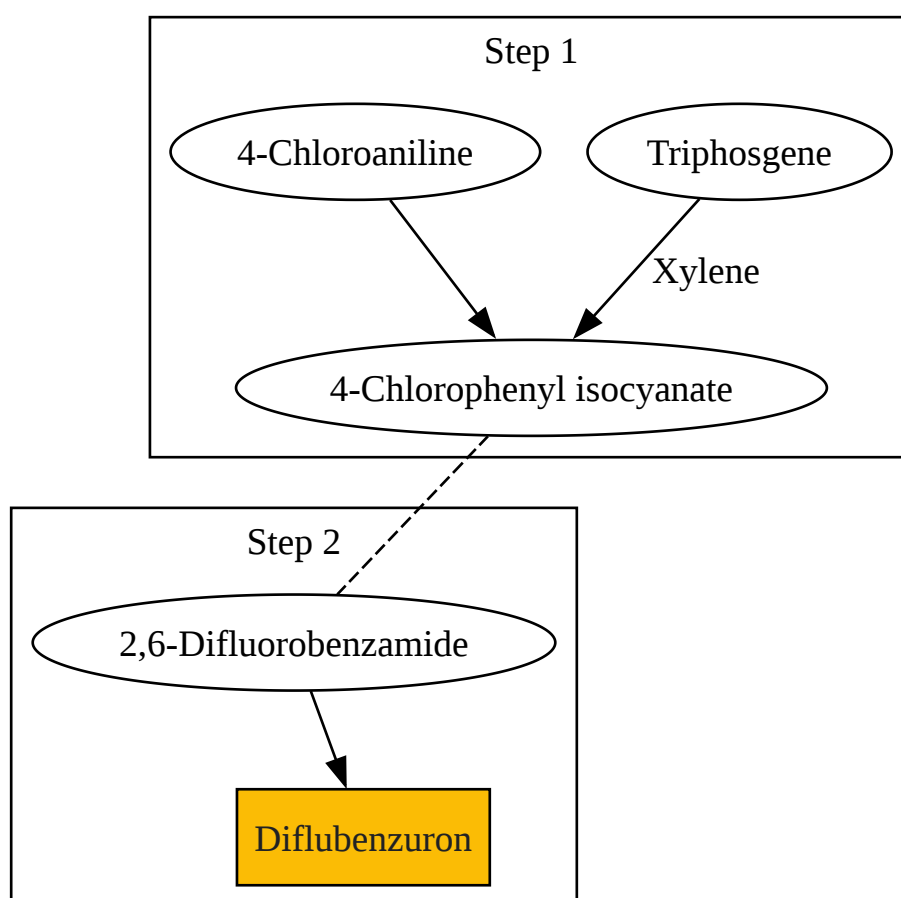 Step 1
4-Chloroaniline
Triphosgene
Xylene
4-Chlorophenyl isocyanate
Step 2
2,6-Difluorobenzamide
Diflubenzuron